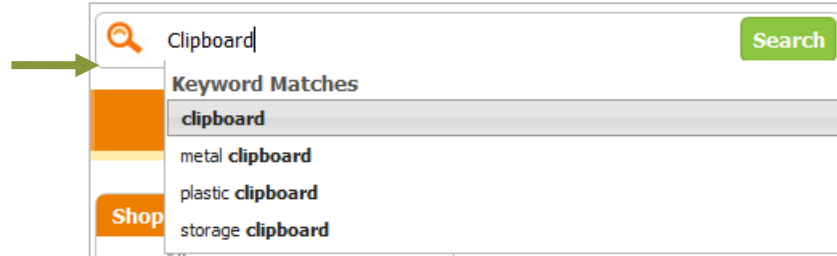 Clipboard Search
Keyword Matches
clipboard
metal clipboard
plastic clipboard
storage clipboard
Shop